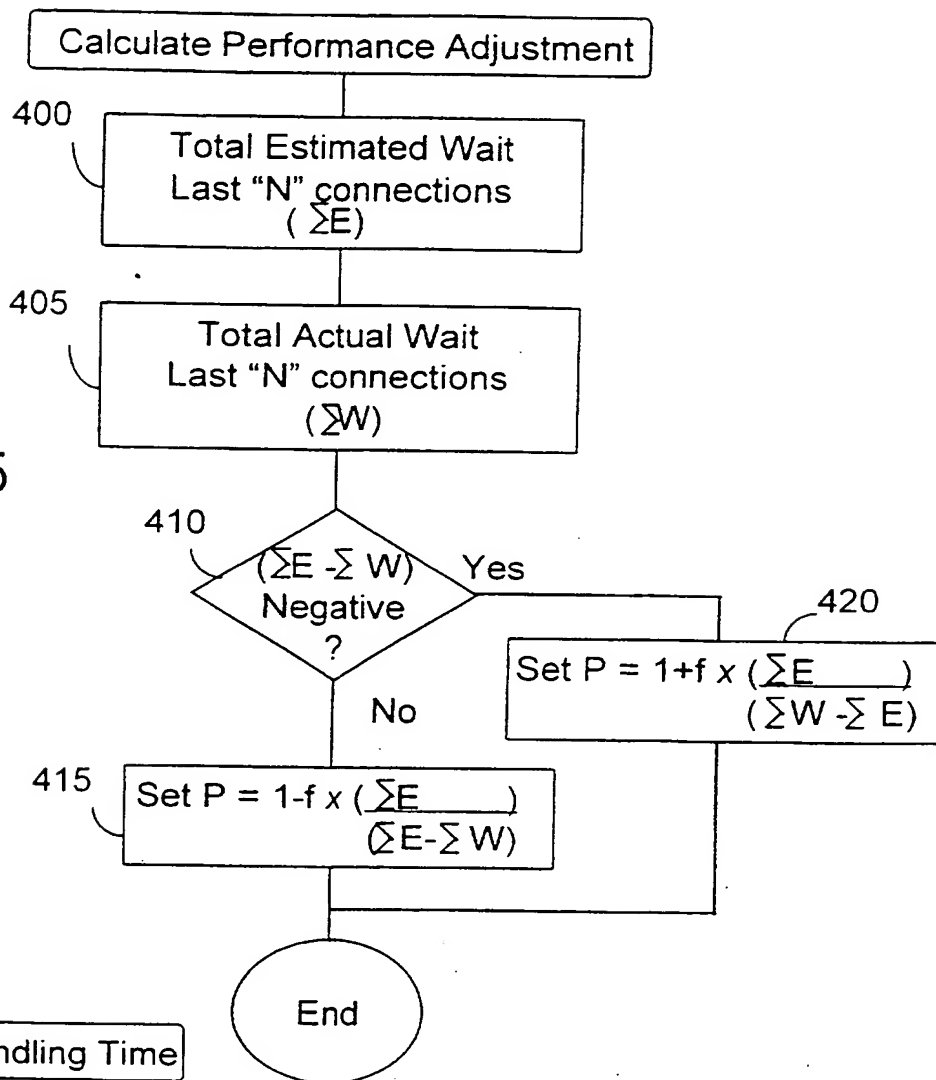 Calculate Performance Adjustment
400
Total Estimated Wait
Last “N” connections
( ∑E)
405
Total Actual Wait
Last “N” connections
(∑W)
5
410
(∑E -∑ W)
Negative
?
Yes
No
420
Set P = 1+f x (∑E )
(∑W -∑ E)
415
Set P = 1-f x (∑E )
(∑E-∑ W)
End
ndling Time